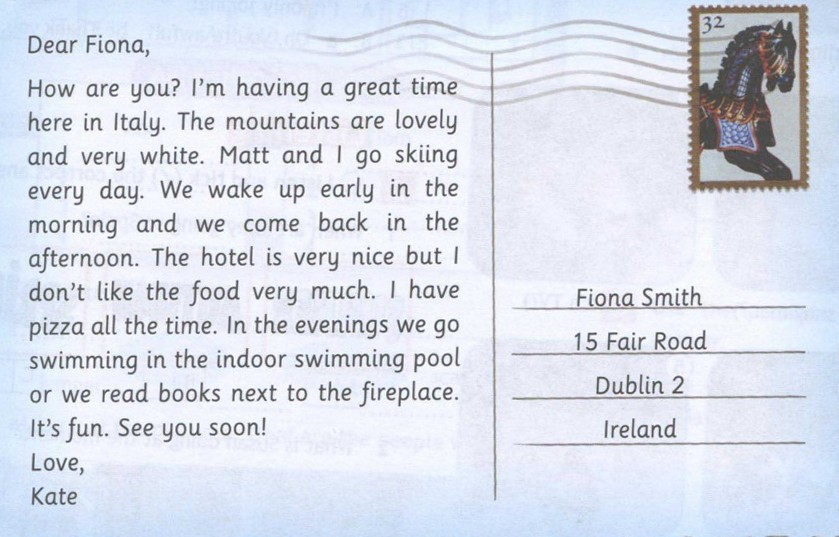 Dear Fiona,
How are you? I'm having a great time
here in Italy. The mountains are lovely
and very white. Matt and I go skiing
every day. We wake up early in the
morning and we come back in the
afternoon. The hotel is very nice but I
don't like the food very much. I have
pizza all the time. In the evenings we go
swimming in the indoor swimming pool
or we read books next to the fireplace.
It's fun. See you soon!
Love,
Kate
32
Fiona Smith
15 Fair Road
Dublin 2
Ireland